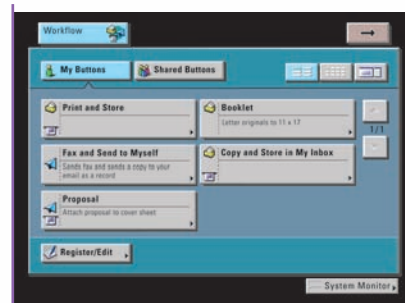 Workflow
My Buttons
Shared Buttons
Print and Store
Booklet
Letter originals to 11 x 17
1/1
Fax and Send to Myself
Sends fax and sends a copy to your
email as a record
Copy and Store in My Inbox
Proposal
Attach proposal to cover sheet
Register/Edit
System Monitor